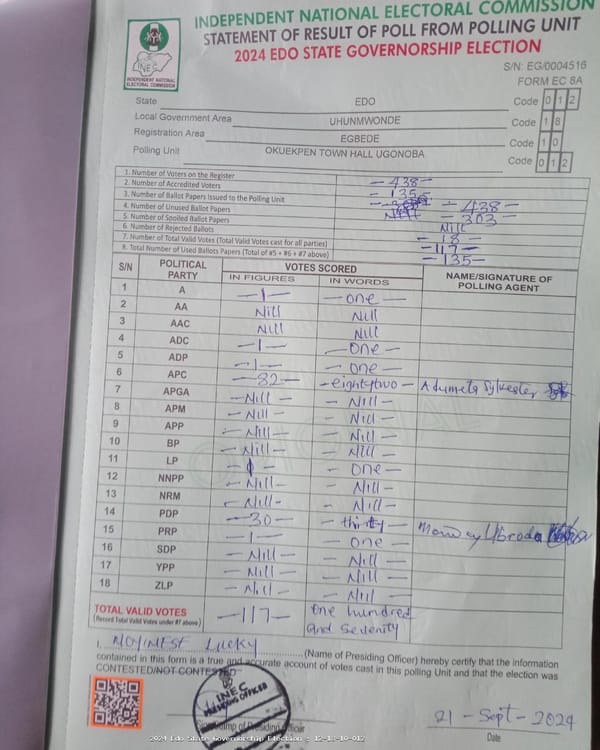 INDEPENDENT NATIONAL ELECTORAL COMMISSION
STATEMENT OF RESULT OF POLL FROM POLLING UNIT
2024 EDO STATE GOVERNORSHIP ELECTION
INEC
INDEPENDENT NATIONAL ELECTORAL COMMISSION
S/N: EG/0004516
FORM EC 8A
State EDO Code 0 1 2
Local Government Area UHUNMWONDE Code 1 8
Registration Area EGBEDE Code 1 0
Polling Unit OKUEKPEN TOWN HALL UGONOBA Code 0 1 2
1. Number of Voters on the Register - 438 -
2. Number of Accredited Voters - 135 -
3. Number of Ballot Papers Issued to the Polling Unit - 438 -
4. Number of Unused Ballot Papers - 303 -
5. Number of Spoiled Ballot Papers Nill
6. Number of Rejected Ballots - 18 -
7. Number of Total Valid Votes (Total Valid Votes cast for all parties) - 117 -
8. Total Number of Used Ballots Papers (Total of #5 + #6 + #7 above) - 135 -
S/N POLITICAL PARTY VOTES SCORED NAME/SIGNATURE OF POLLING AGENT
IN FIGURES IN WORDS
1 A - 1 - - one -
2 AA Nill Nill
3 AAC Nill Nill
4 ADC - 1 - - one -
5 ADP - 1 - - one -
6 APC - 82 - - eightytwo - Sylvester
7 APGA - Nill - - Nill -
8 APM - Nill - - Nill -
9 APP - Nill - - Nill -
10 BP - Nill - - Nill -
11 LP - 1 - - one -
12 NNPP - Nill - - Nill -
13 NRM - Nill - - Nill -
14 PDP - 30 - - thirty -
15 PRP - 1 - - one -
16 SDP - Nill - - Nill -
17 YPP - Nill - - Nill -
18 ZLP - Nill - - Nill -
TOTAL VALID VOTES - 117 - one hundred
(Record Total Valid Votes under #7 above) and seventy
I, Lucky (Name of Presiding Officer) hereby certify that the information
contained in this form is a true and accurate account of votes cast in this polling Unit and that the election was
CONTESTED/NOT CONTESTED
INEC
PRESIDING OFFICER
21 - Sept - 2024
Date
2024 Edo State Governorship Election : 12-18-10-012